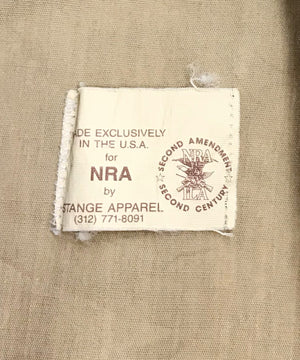 DE EXCLUSIVELY
IN THE U.S.A.
for
NRA
by
STANGE APPAREL
(312) 771-8091
SECOND AMENDMENT
NRA
ILA
SECOND CENTURY